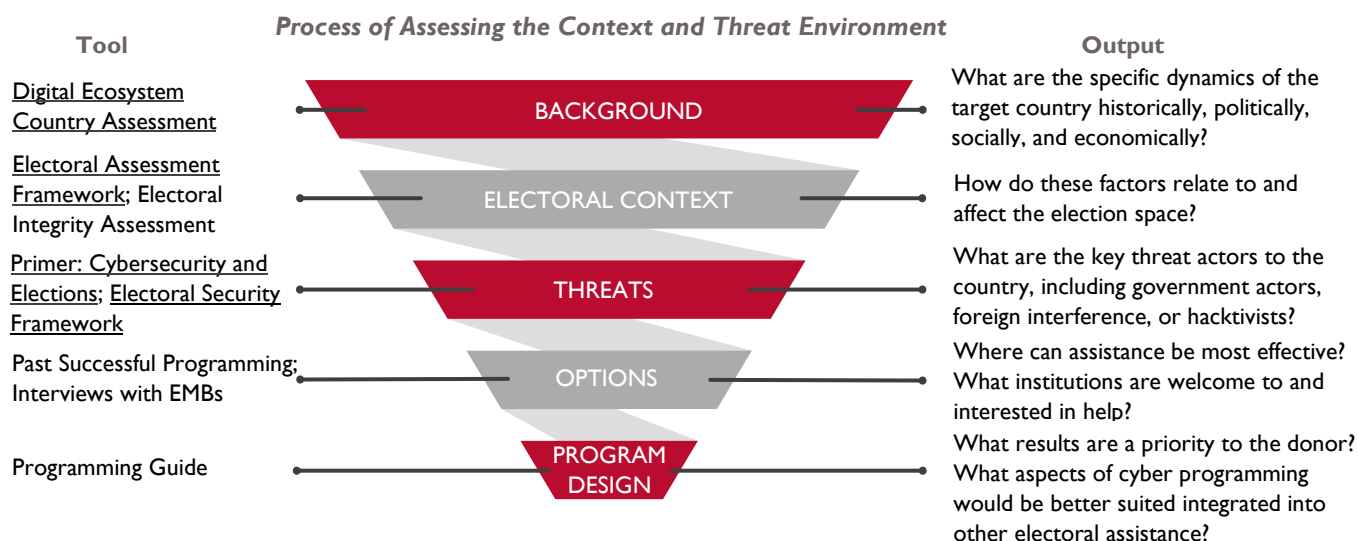 Process of Assessing the Context and Threat Environment
Tool
Output
Digital Ecosystem
Country Assessment
BACKGROUND
What are the specific dynamics of the
target country historically, politically,
socially, and economically?
Electoral Assessment
Framework; Electoral
Integrity Assessment
ELECTORAL CONTEXT
How do these factors relate to and
affect the election space?
Primer: Cybersecurity and
Elections; Electoral Security
Framework
THREATS
What are the key threat actors to the
country, including government actors,
foreign interference, or hacktivists?
Past Successful Programming;
Interviews with EMBs
OPTIONS
Where can assistance be most effective?
What institutions are welcome to and
interested in help?
Programming Guide
PROGRAM
DESIGN
What results are a priority to the donor?
What aspects of cyber programming
would be better suited integrated into
other electoral assistance?